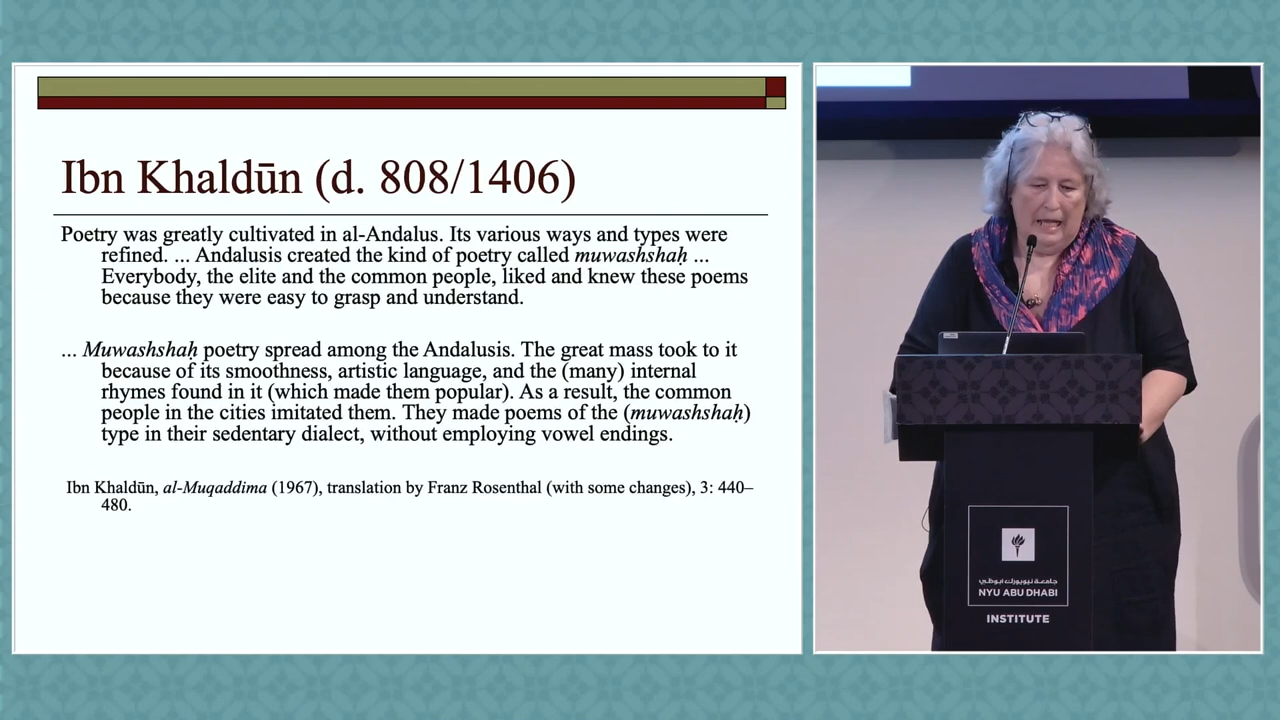 Ibn Khaldūn (d. 808/1406)
Poetry was greatly cultivated in al-Andalus. Its various ways and types were
refined. ... Andalusis created the kind of poetry called muwashshaḥ ...
Everybody, the elite and the common people, liked and knew these poems
because they were easy to grasp and understand.
... Muwashshaḥ poetry spread among the Andalusis. The great mass took to it
because of its smoothness, artistic language, and the (many) internal
rhymes found in it (which made them popular). As a result, the common
people in the cities imitated them. They made poems of the (muwashshaḥ)
type in their sedentary dialect, without employing vowel endings.
Ibn Khaldūn, al-Muqaddima (1967), translation by Franz Rosenthal (with some changes), 3: 440–
480.
جامعة نيويورك أبوظبي
NYU ABU DHABI
INSTITUTE